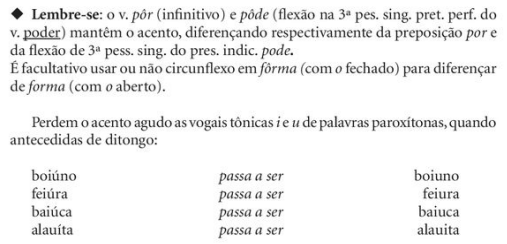 ◆ Lembre-se: o v. pôr (infinitivo) e pôde (flexão na 3ª pes. sing. pret. perf. do
v. poder) mantêm o acento, diferençando respectivamente da preposição por e
da flexão de 3ª pess. sing. do pres. indic. pode.
É facultativo usar ou não circunflexo em fôrma (com o fechado) para diferençar
de forma (com o aberto).
Perdem o acento agudo as vogais tônicas i e u de palavras paroxítonas, quando
antecedidas de ditongo:
boiúno passa a ser boiuno
feiúra passa a ser feiura
baiúca passa a ser baiuca
alauíta passa a ser alauita